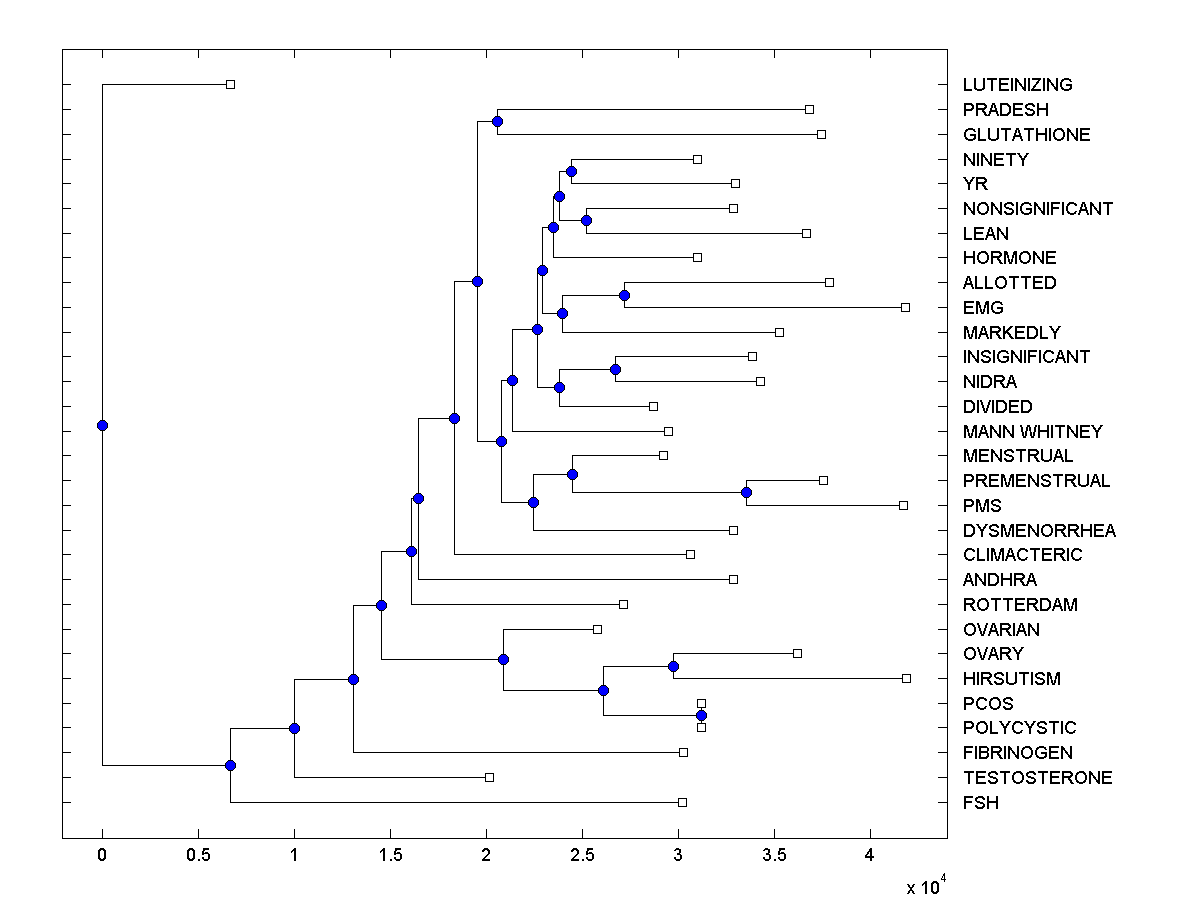 LUTEINIZING
PRADESH
GLUTATHIONE
NINETY
YR
NONSIGNIFICANT
LEAN
HORMONE
ALLOTTED
EMG
MARKEDLY
INSIGNIFICANT
NIDRA
DIVIDED
MANN WHITNEY
MENSTRUAL
PREMENSTRUAL
PMS
DYSMENORRHEA
CLIMACTERIC
ANDHRA
ROTTERDAM
OVARIAN
OVARY
HIRSUTISM
PCOS
POLYCYSTIC
FIBRINOGEN
TESTOSTERONE
FSH
0 0.5 1 1.5 2 2.5 3 3.5 4
x 10^4